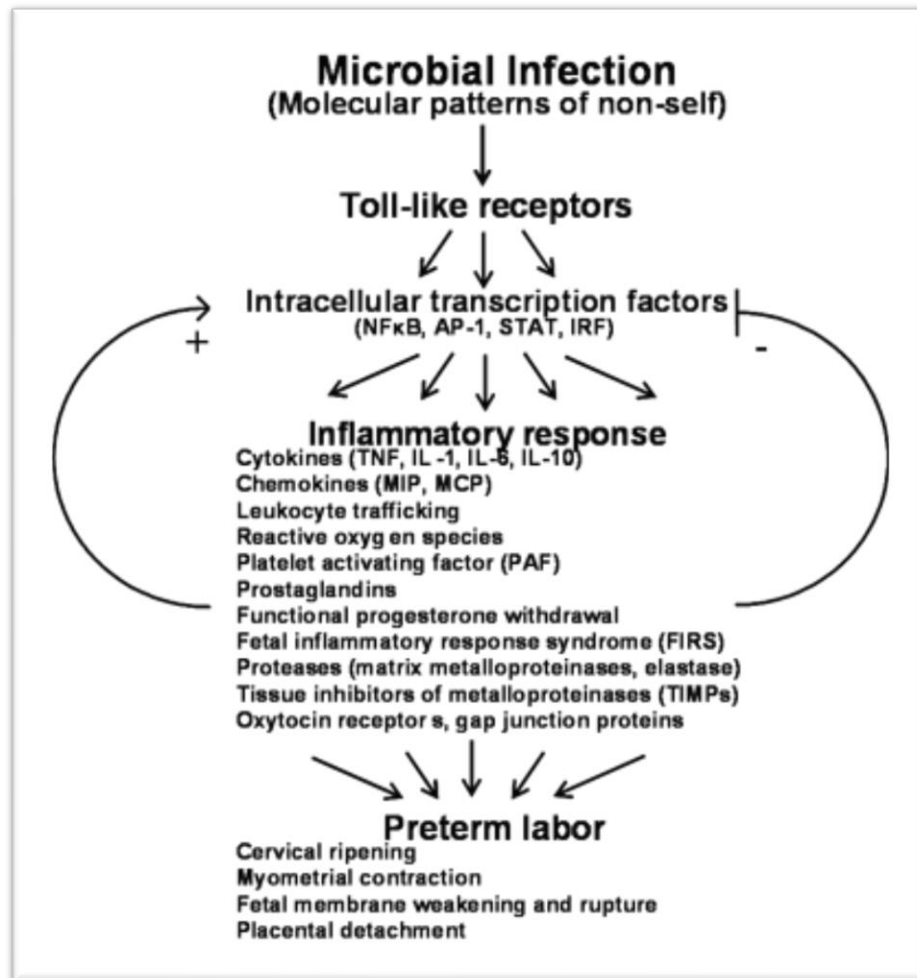 Microbial Infection
(Molecular patterns of non-self)
Toll-like receptors
Intracellular transcription factors
(NFκB, AP-1, STAT, IRF)
+
-
Inflammatory response
Cytokines (TNF, IL -1, IL-6, IL-10)
Chemokines (MIP, MCP)
Leukocyte trafficking
Reactive oxyg en species
Platelet activating factor (PAF)
Prostaglandins
Functional progesterone withdrawal
Fetal inflammatory response syndrome (FIRS)
Proteases (matrix metalloproteinases, elastase)
Tissue inhibitors of metalloproteinases (TIMPs)
Oxytocin receptor s, gap junction proteins
Preterm labor
Cervical ripening
Myometrial contraction
Fetal membrane weakening and rupture
Placental detachment